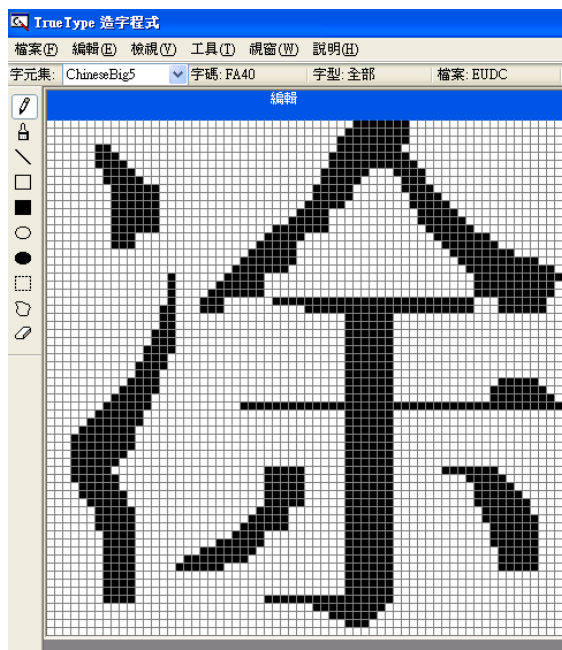 TrueType 造字程式
檔案(F) 編輯(E) 檢視(V) 工具(T) 視窗(W) 說明(H)
字元集: ChineseBig5 字碼: FA40 字型: 全部 檔案: EUDC
編輯
凃